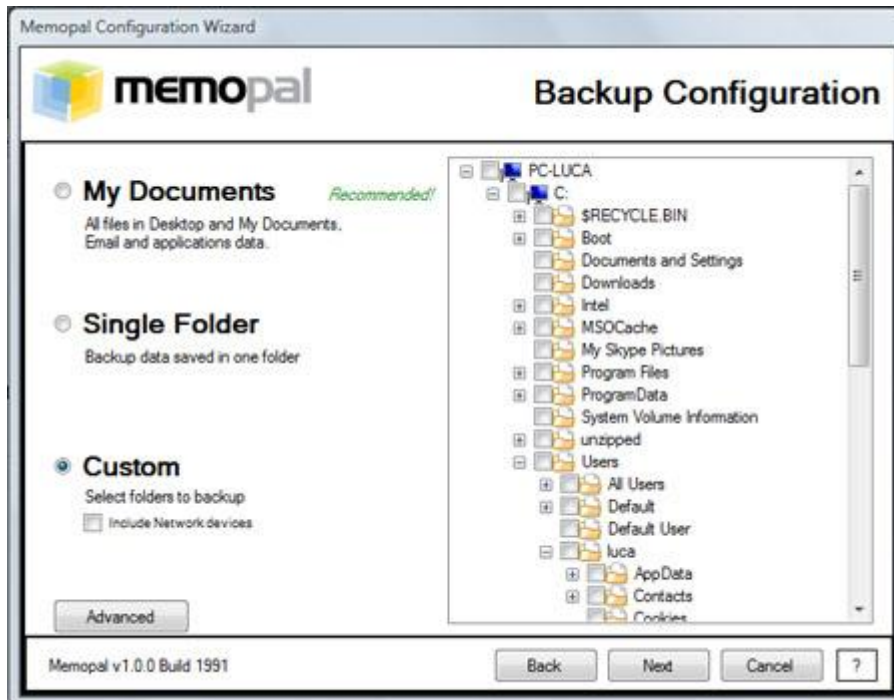 Memopal Configuration Wizard
memopal
Backup Configuration
My Documents
Recommended!
All files in Desktop and My Documents.
Email and applications data.
Single Folder
Backup data saved in one folder
Custom
Select folders to backup
Include Network devices
Advanced
PC-LUCA
C:
$RECYCLE.BIN
Boot
Documents and Settings
Downloads
Intel
MSOCache
My Skype Pictures
Program Files
ProgramData
System Volume Information
unzipped
Users
All Users
Default
Default User
luca
AppData
Contacts
Cookies
Memopal v1.0.0 Build 1991
Back
Next
Cancel
?